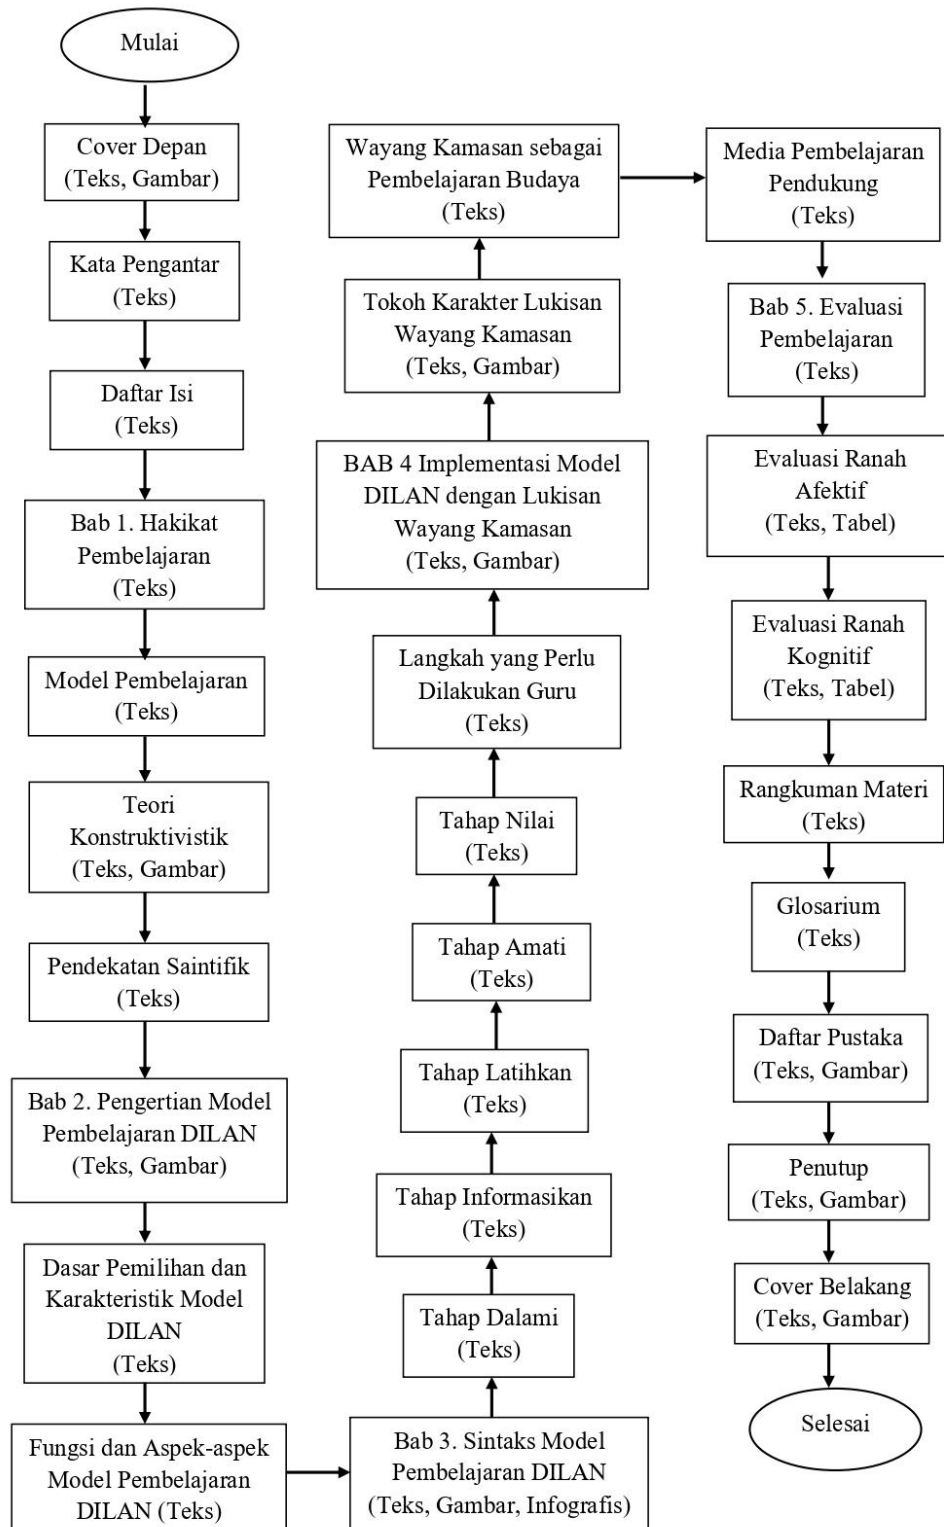 Mulai
Cover Depan
(Teks, Gambar)
Kata Pengantar
(Teks)
Daftar Isi
(Teks)
Bab 1. Hakikat
Pembelajaran
(Teks)
Model Pembelajaran
(Teks)
Teori
Konstruktivistik
(Teks, Gambar)
Pendekatan Saintifik
(Teks)
Bab 2. Pengertian Model
Pembelajaran DILAN
(Teks, Gambar)
Dasar Pemilihan dan
Karakteristik Model
DILAN
(Teks)
Fungsi dan Aspek-aspek
Model Pembelajaran
DILAN (Teks)
Bab 3. Sintaks Model
Pembelajaran DILAN
(Teks, Gambar, Infografis)
Tahap Dalami
(Teks)
Tahap Informasikan
(Teks)
Tahap Latihkan
(Teks)
Tahap Amati
(Teks)
Tahap Nilai
(Teks)
Langkah yang Perlu
Dilakukan Guru
(Teks)
BAB 4 Implementasi Model
DILAN dengan Lukisan
Wayang Kamasan
(Teks, Gambar)
Tokoh Karakter Lukisan
Wayang Kamasan
(Teks, Gambar)
Wayang Kamasan sebagai
Pembelajaran Budaya
(Teks)
Media Pembelajaran
Pendukung
(Teks)
Bab 5. Evaluasi
Pembelajaran
(Teks)
Evaluasi Ranah
Afektif
(Teks, Tabel)
Evaluasi Ranah
Kognitif
(Teks, Tabel)
Rangkuman Materi
(Teks)
Glosarium
(Teks)
Daftar Pustaka
(Teks, Gambar)
Penutup
(Teks, Gambar)
Cover Belakang
(Teks, Gambar)
Selesai